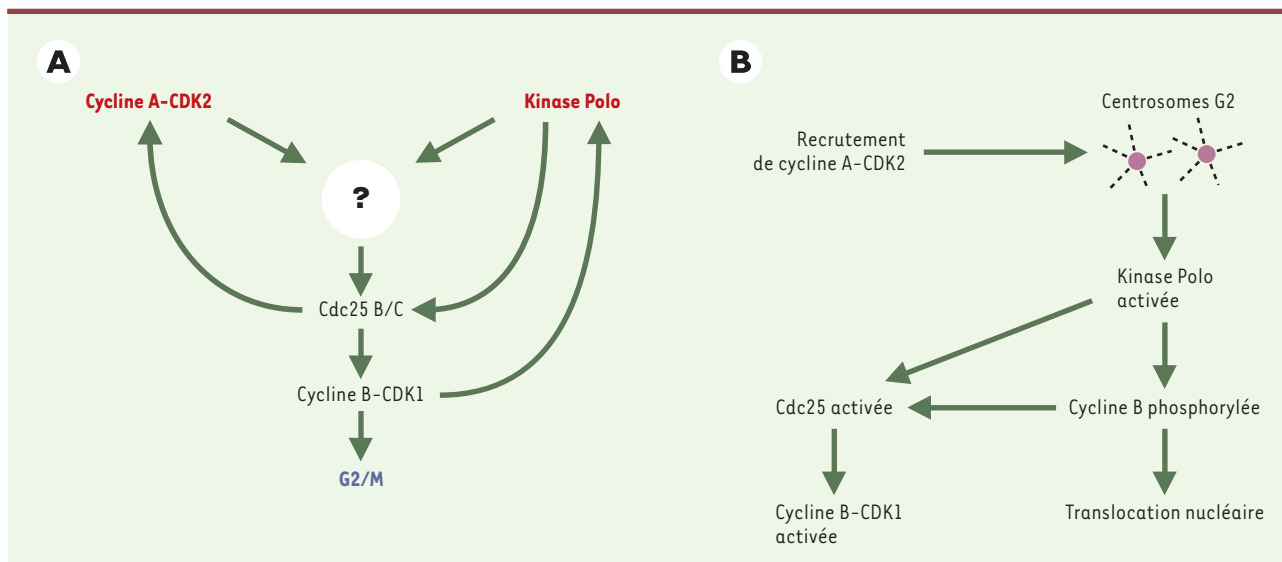 A
Cycline A-CDK2
Kinase Polo
?
Cdc25 B/C
Cycline B-CDK1
G2/M
B
Centrosomes G2
Recrutement
de cycline A-CDK2
Kinase Polo
activée
Cdc25 activée
Cycline B phosphorylée
Cycline B-CDK1
activée
Translocation nucléaire